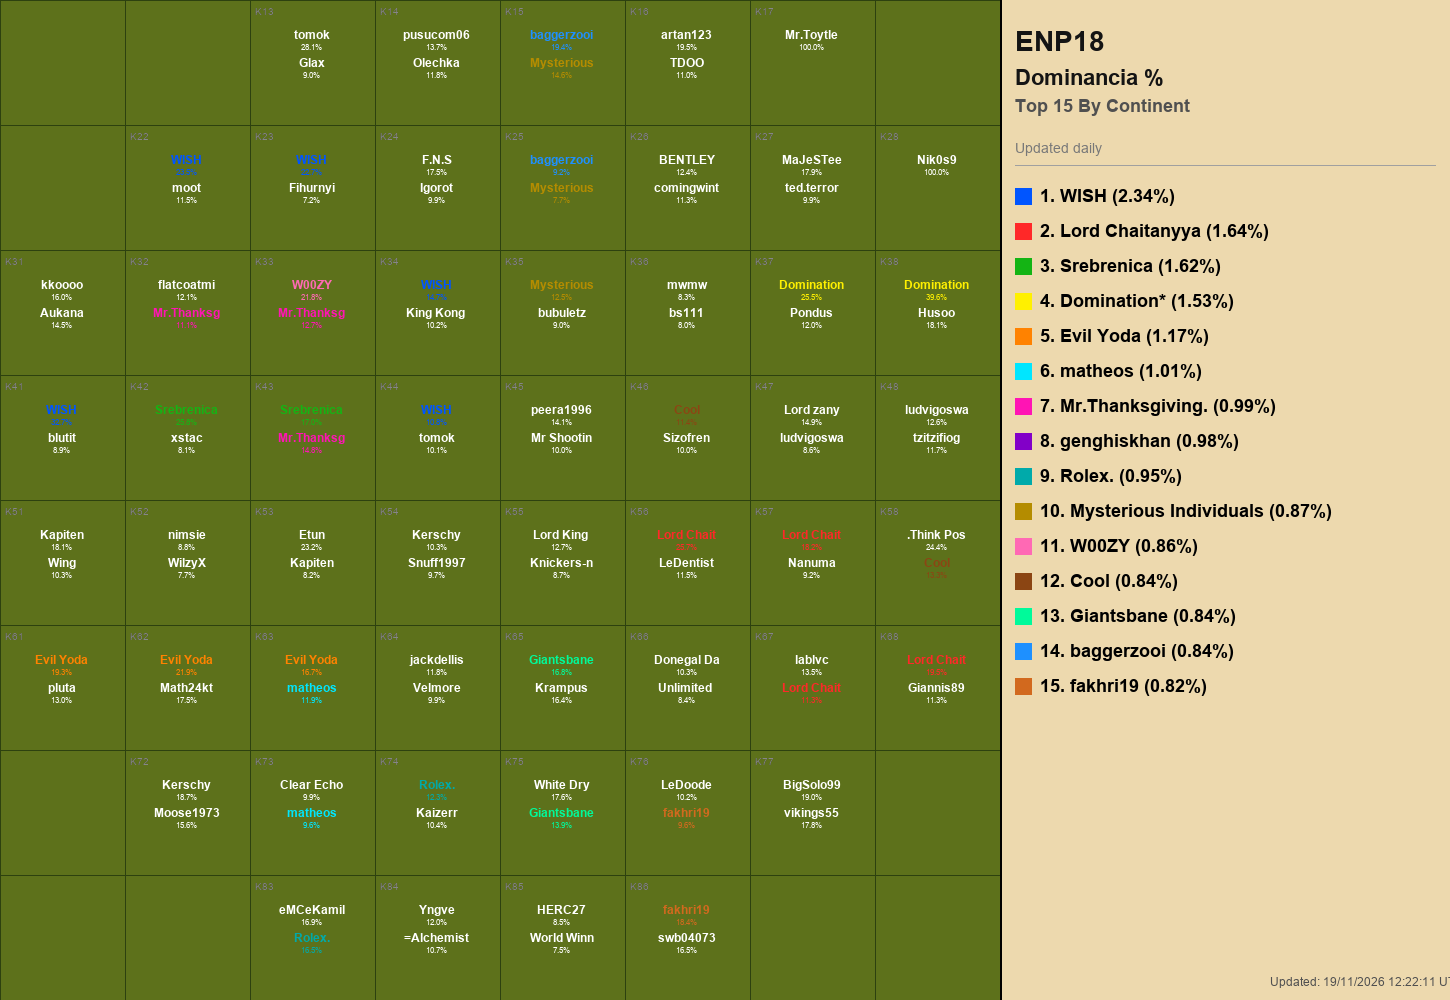 K13
tomok
28.1%
Glax
9.0%
K14
pusucom06
13.7%
Olechka
11.8%
K15
baggerzooi
19.4%
Mysterious
14.6%
K16
artan123
19.5%
TDOO
11.0%
K17
Mr.Toytle
100.0%
K22
WISH
moot
11.5%
K23
WISH
Fihurnyi
7.2%
K24
F.N.S
17.5%
Igorot
9.9%
K25
baggerzooi
Mysterious
7.7%
K26
BENTLEY
12.4%
comingwint
11.3%
K27
MaJeSTee
17.9%
ted.terror
9.9%
Nik0s9
100.0%
K31
kkoooo
16.0%
Aukana
14.5%
K32
flatcoatmi
12.1%
Mr.Thanksg
K33
W00ZY
21.8%
Mr.Thanksg
K34
WISH
King Kong
10.2%
K35
Mysterious
12.5%
bubuletz
9.0%
K36
mwmw
8.3%
bs111
8.0%
K37
Domination
25.5%
Pondus
12.0%
K38
Domination
39.6%
Husoo
18.1%
K41
WISH
blutit
8.9%
K42
Srebrenica
xstac
8.1%
K43
Srebrenica
Mr.Thanksg
K44
WISH
tomok
10.1%
K45
peera1996
14.1%
Mr Shootin
10.0%
K46
Cool
Sizofren
10.0%
K47
Lord zany
14.9%
ludvigoswa
8.6%
ludvigoswa
12.6%
tzitzifiog
11.7%
K51
Kapiten
18.1%
Wing
10.3%
K52
nimsie
8.8%
WilzyX
7.7%
K53
Etun
23.2%
Kapiten
8.2%
K54
Kerschy
10.3%
Snuff1997
9.7%
K55
Lord King
12.7%
Knickers-n
8.7%
K56
Lord Chait
LeDentist
11.5%
K57
Lord Chait
Nanuma
9.2%
.Think Pos
24.4%
Cool
K61
Evil Yoda
19.3%
pluta
13.0%
K62
Evil Yoda
21.9%
Math24kt
17.5%
K63
Evil Yoda
16.7%
matheos
11.9%
K64
jackdellis
11.8%
Velmore
9.9%
K65
Giantsbane
16.8%
Krampus
16.4%
K66
Donegal Da
10.3%
Unlimited
8.4%
K67
lablvc
13.5%
Lord Chait
Lord Chait
Giannis89
11.3%
K72
Kerschy
18.7%
Moose1973
15.6%
K73
Clear Echo
9.9%
matheos
9.6%
K74
Rolex.
Kaizerr
10.4%
K75
White Dry
17.6%
Giantsbane
13.9%
K76
LeDoode
10.2%
fakhri19
9.6%
K77
BigSolo99
19.0%
vikings55
17.8%
K83
eMCeKamil
16.9%
Rolex.
K84
Yngve
12.0%
=Alchemist
10.7%
K85
HERC27
8.5%
World Winn
7.5%
K86
fakhri19
swb04073
16.5%
ENP18
Dominancia %
Top 15 By Continent
Updated daily
1. WISH (2.34%)
2. Lord Chaitanyya (1.64%)
3. Srebrenica (1.62%)
4. Domination* (1.53%)
5. Evil Yoda (1.17%)
6. matheos (1.01%)
7. Mr.Thanksgiving. (0.99%)
8. genghiskhan (0.98%)
9. Rolex. (0.95%)
10. Mysterious Individuals (0.87%)
11. W00ZY (0.86%)
12. Cool (0.84%)
13. Giantsbane (0.84%)
14. baggerzooi (0.84%)
15. fakhri19 (0.82%)
Updated: 19/11/2026 12:22:11